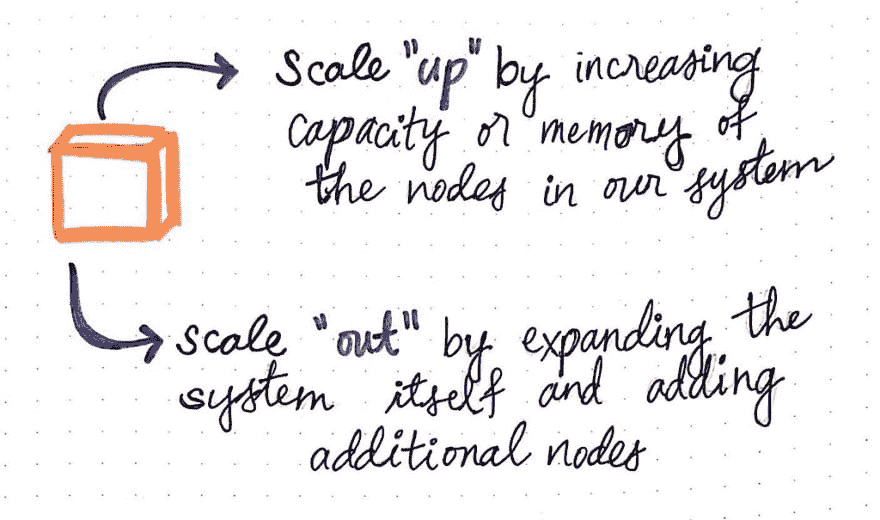 Scale "up" by increasing
capacity or memory of
the nodes in our system
scale "out" by expanding the
system itself and adding
additional nodes